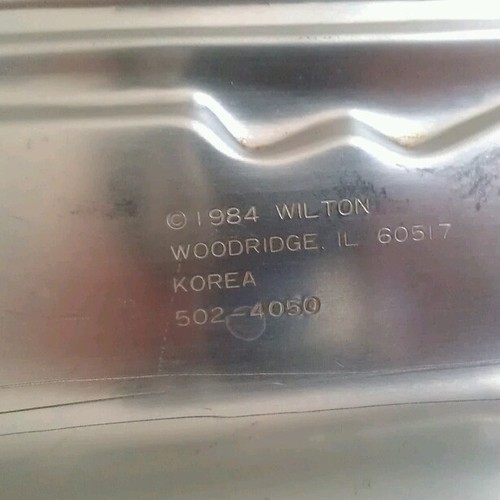 © 1984 WILTON
WOODRIDGE, IL 60517
KOREA
502-4050